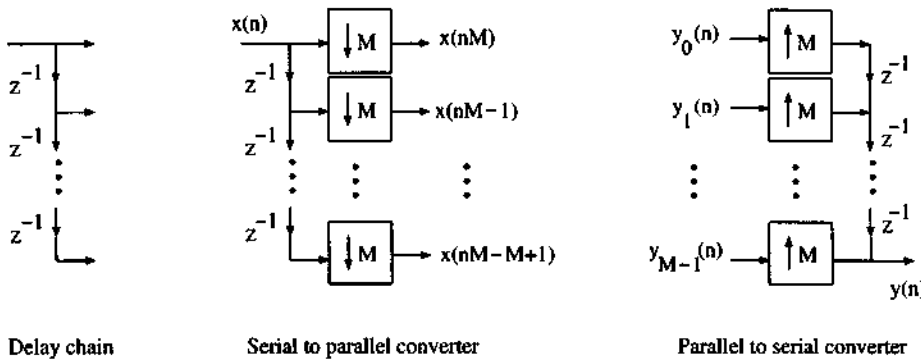 x(n)
z⁻¹
z⁻¹
z⁻¹
z⁻¹
↓ M
x(nM)
z⁻¹
↓ M
x(nM−1)
z⁻¹
↓ M
x(nM−M+1)
y₀(n)
↑ M
z⁻¹
y₁(n)
↑ M
z⁻¹
z⁻¹
y_{M−1}(n)
↑ M
y(n)
Delay chain
Serial to parallel converter
Parallel to serial converter